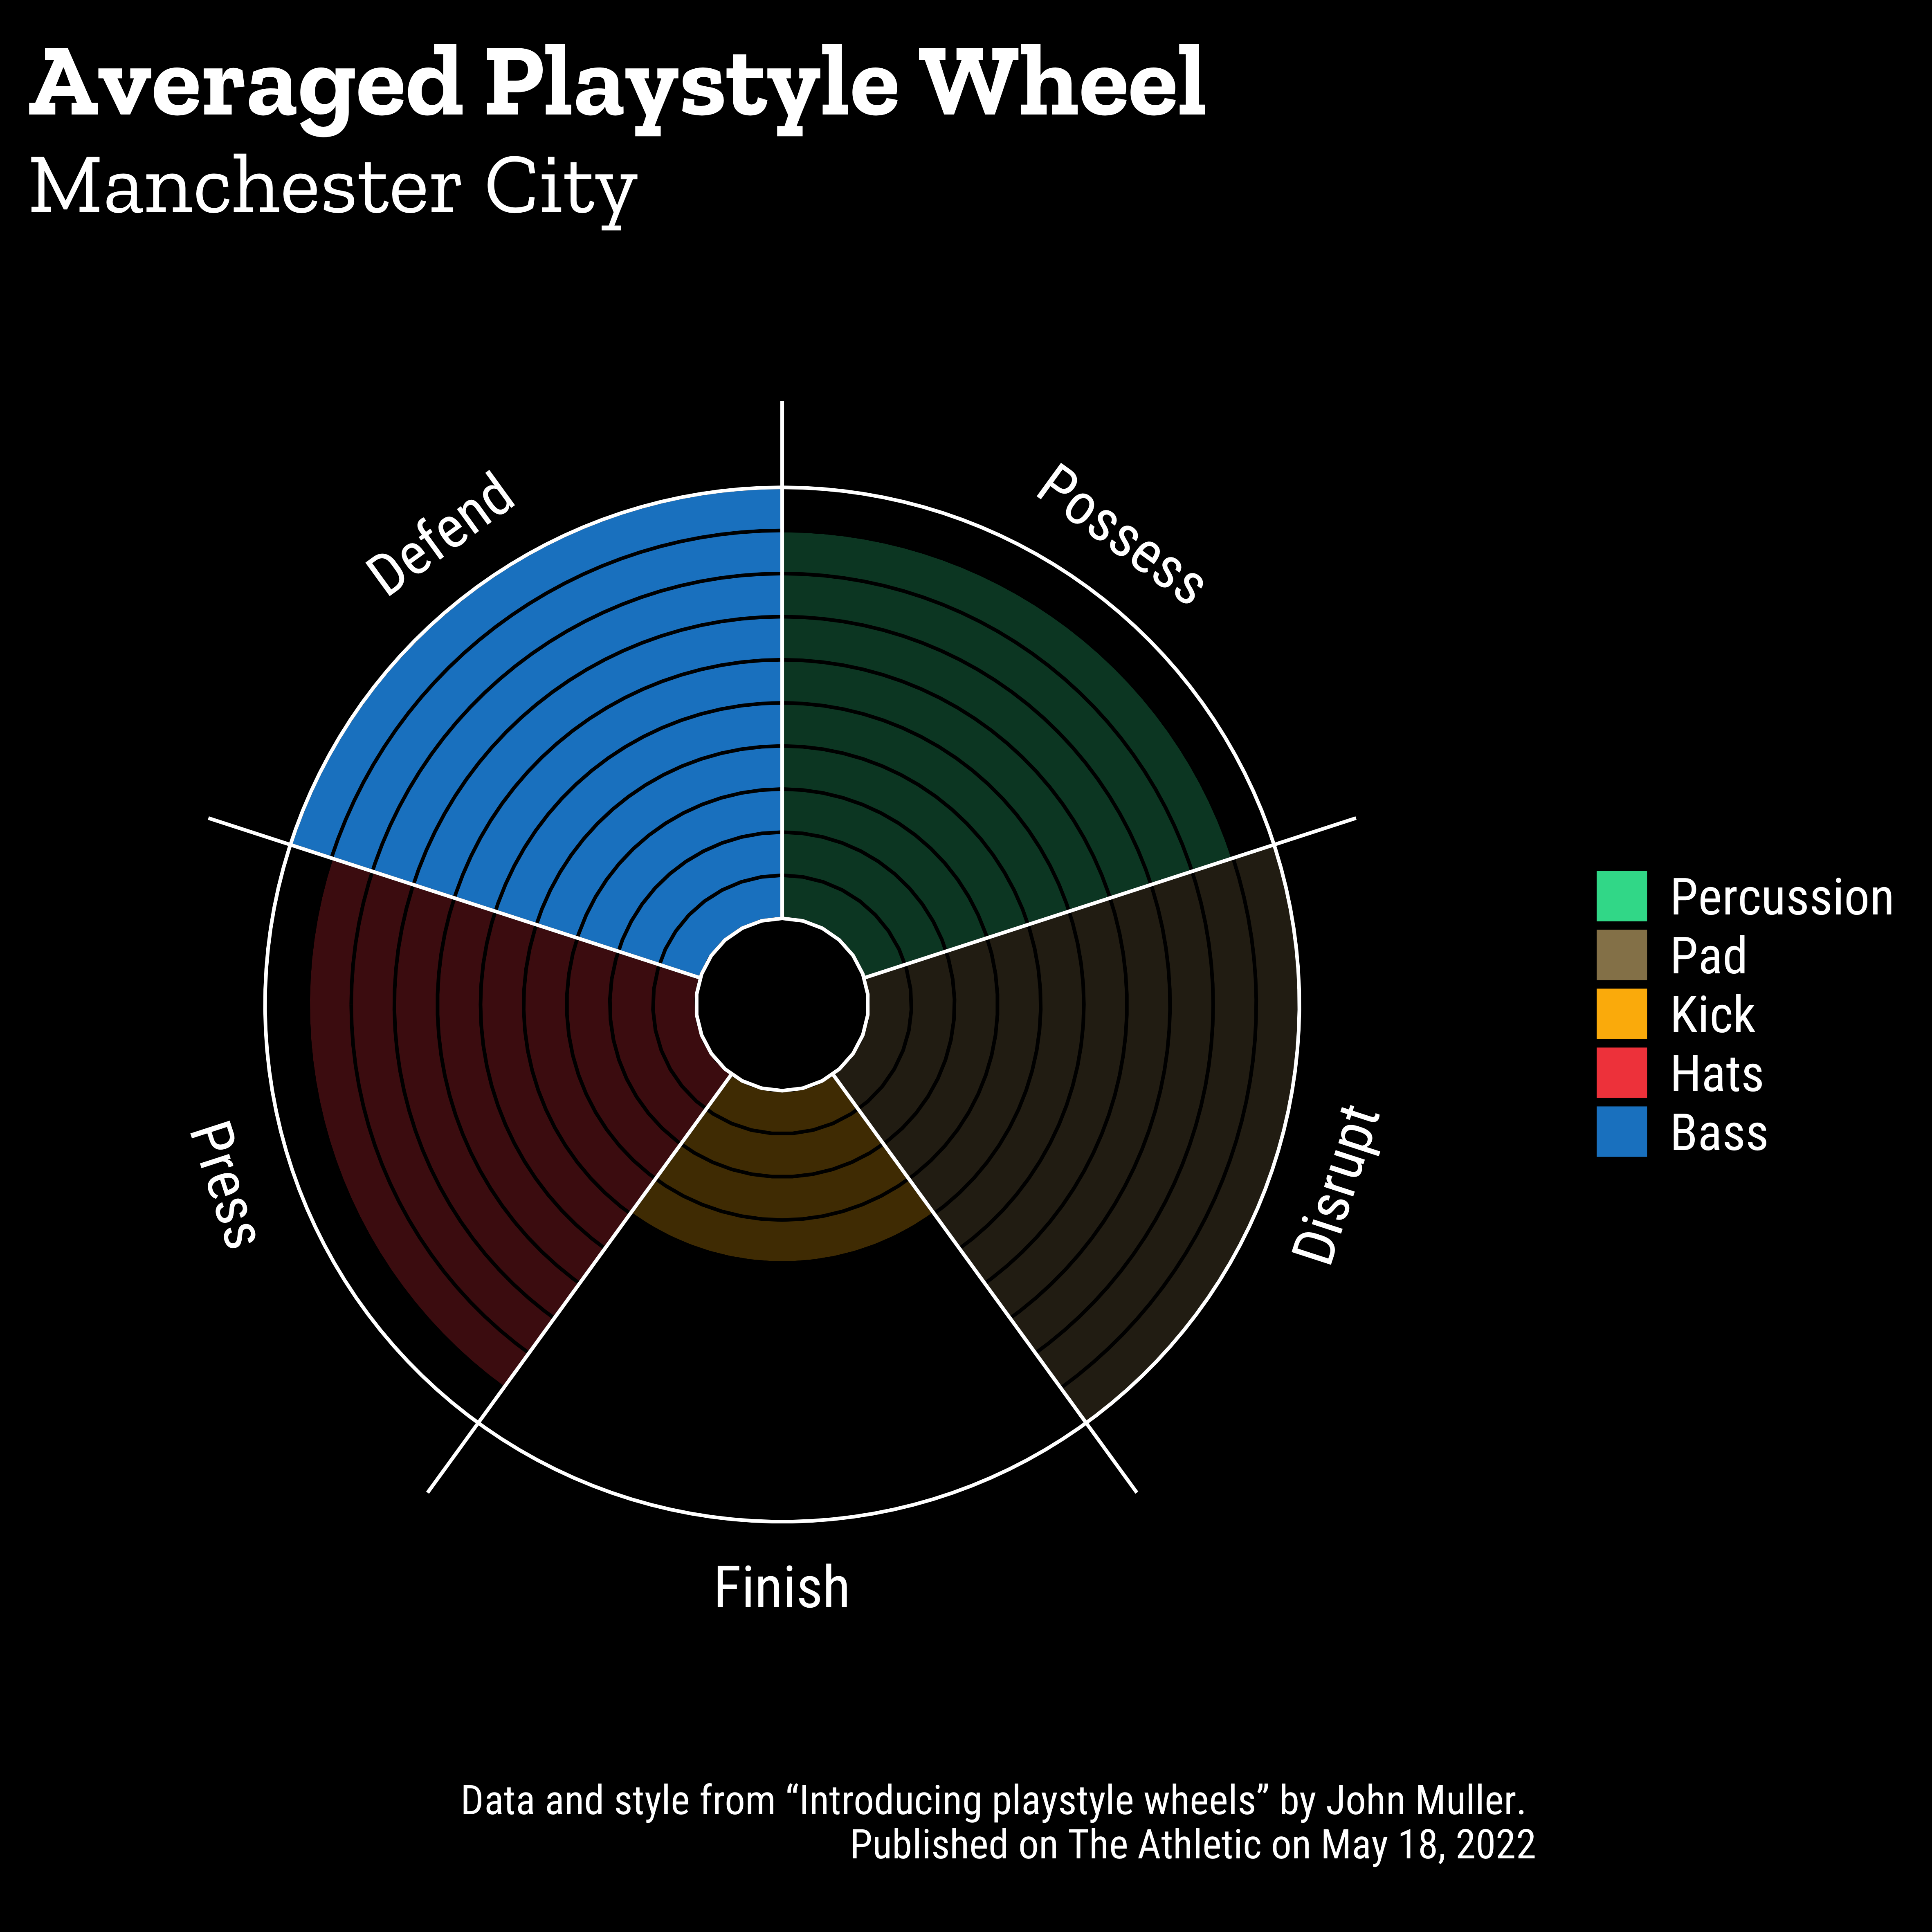 Averaged Playstyle Wheel
Manchester City
Defend
Possess
Press
Disrupt
Finish
Percussion
Pad
Kick
Hats
Bass
Data and style from “Introducing playstyle wheels” by John Muller.
Published on The Athletic on May 18, 2022